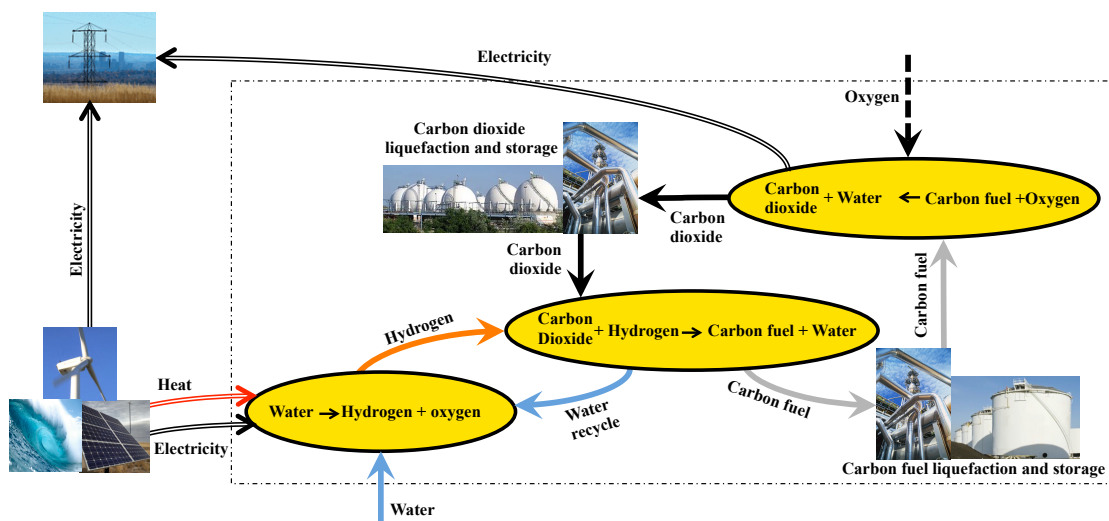 Electricity
Oxygen
Carbon dioxide
liquefaction and storage
Carbon
dioxide + Water ← Carbon fuel +Oxygen
Carbon
dioxide
Carbon
dioxide
Electricity
Carbon fuel
Hydrogen
Carbon
Dioxide + Hydrogen → Carbon fuel + Water
Heat
Water → Hydrogen + oxygen
Water
recycle
Carbon fuel
Electricity
Carbon fuel liquefaction and storage
Water